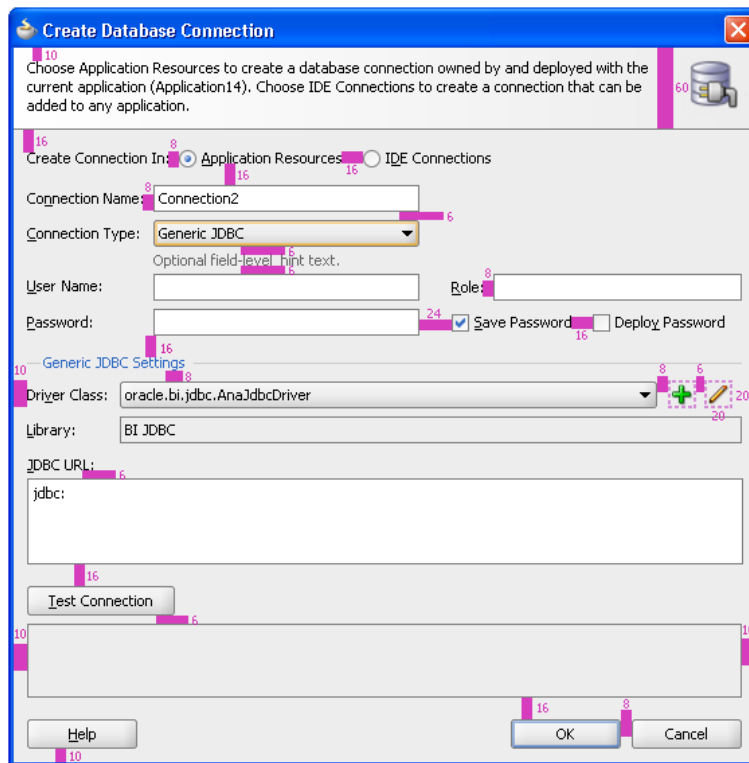 Create Database Connection
10
Choose Application Resources to create a database connection owned by and deployed with the
current application (Application14). Choose IDE Connections to create a connection that can be
added to any application.
60
16
8
Create Connection In: Application Resources IDE Connections
16
16
8
Connection Name: Connection2
6
Connection Type: Generic JDBC
6
Optional field-level hint text.
6
8
User Name: Role:
24
Password: Save Password Deploy Password
16
16
Generic JDBC Settings
10
8
8
6
Driver Class: oracle.bi.jdbc.AnaJdbcDriver
20
20
Library: BI JDBC
JDBC URL:
6
jdbc:
16
Test Connection
6
10
16
8
Help OK Cancel
10